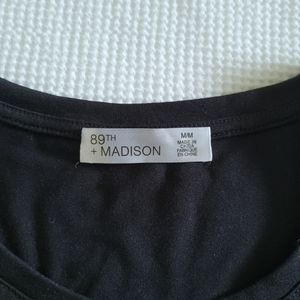 89TH
+ MADISON
M/M
MADE IN
CHINA
FABRIQUÉ
EN CHINE